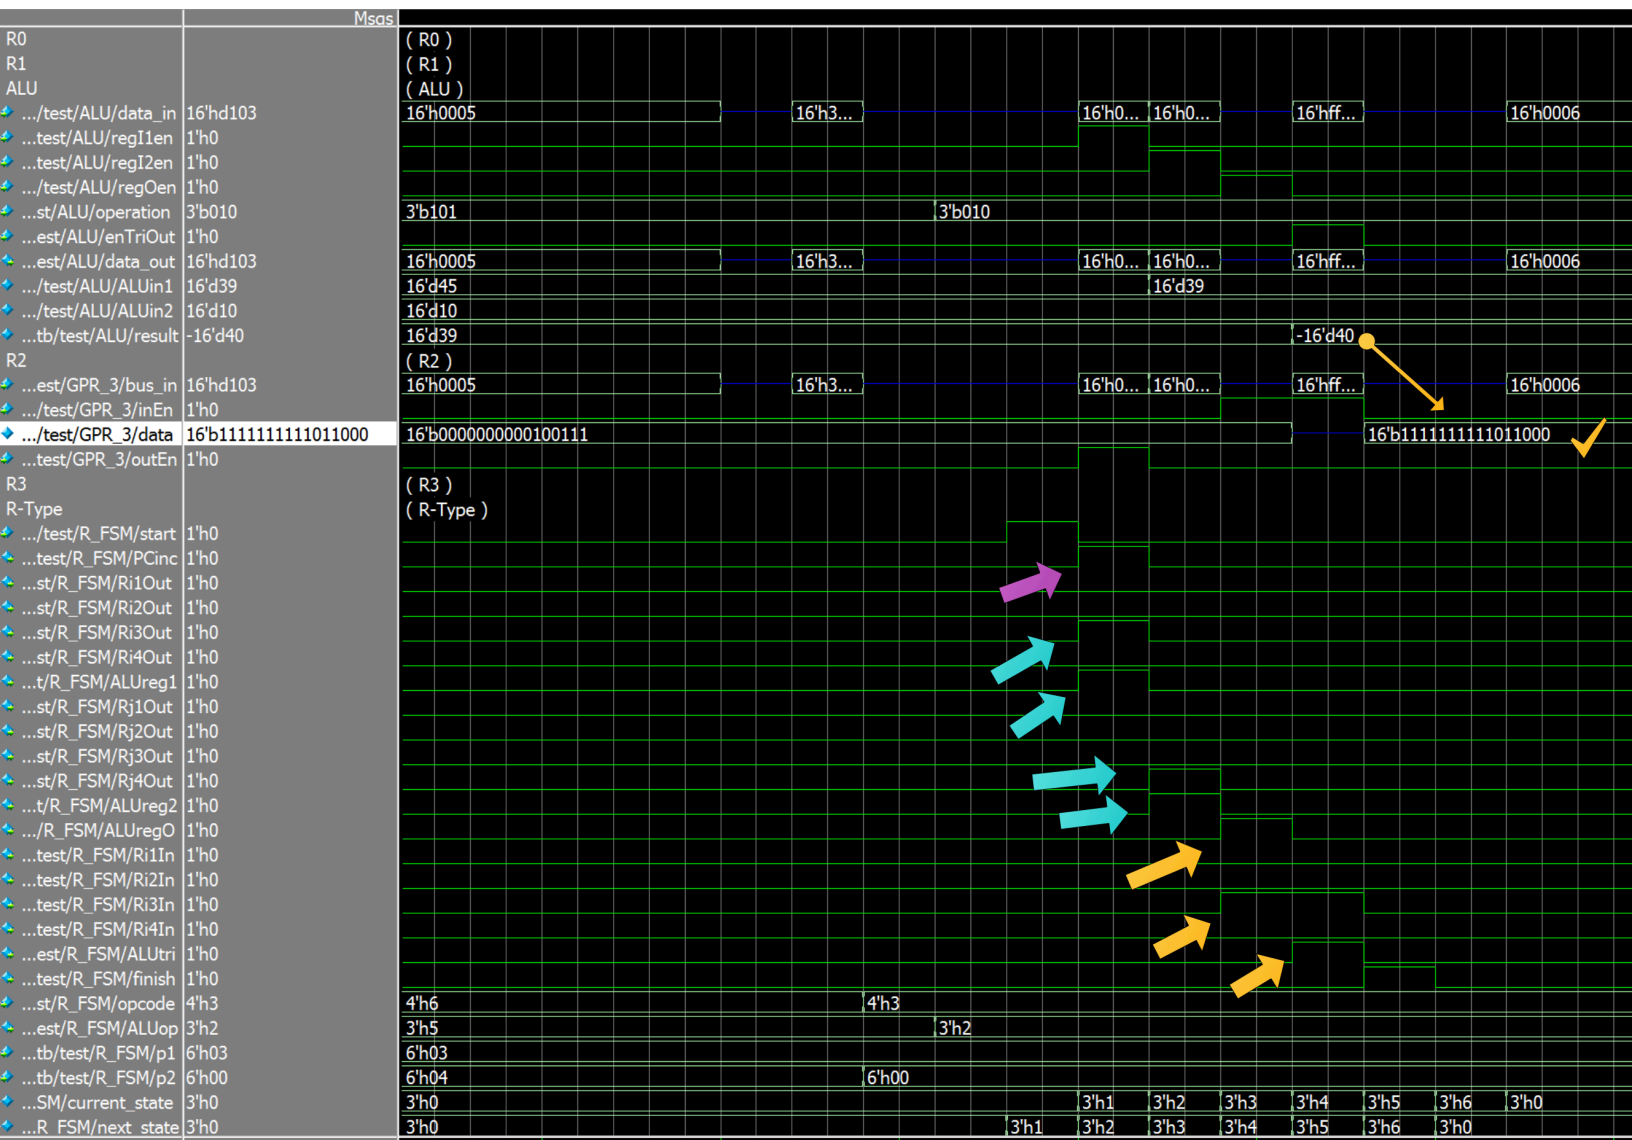 Msgs
R0 ( R0 )
R1 ( R1 )
ALU ( ALU )
.../test/ALU/data_in 16'hd103 16'h0005 16'h3... 16'h0... 16'h0... 16'hff... 16'h0006
...test/ALU/regI1en 1'h0
...test/ALU/regI2en 1'h0
.../test/ALU/regOen 1'h0
...st/ALU/operation 3'b010 3'b101 3'b010
...est/ALU/enTriOut 1'h0
...est/ALU/data_out 16'hd103 16'h0005 16'h3... 16'h0... 16'h0... 16'hff... 16'h0006
.../test/ALU/ALUin1 16'd39 16'd45 16'd39
.../test/ALU/ALUin2 16'd10 16'd10
...tb/test/ALU/result -16'd40 16'd39 -16'd40
R2 ( R2 )
...est/GPR_3/bus_in 16'hd103 16'h0005 16'h3... 16'h0... 16'h0... 16'hff... 16'h0006
.../test/GPR_3/inEn 1'h0
.../test/GPR_3/data 16'b1111111111011000 16'b0000000000100111 16'b1111111111011000
...test/GPR_3/outEn 1'h0
R3 ( R3 )
R-Type ( R-Type )
.../test/R_FSM/start 1'h0
...test/R_FSM/PCinc 1'h0
...st/R_FSM/Ri1Out 1'h0
...st/R_FSM/Ri2Out 1'h0
...st/R_FSM/Ri3Out 1'h0
...st/R_FSM/Ri4Out 1'h0
...t/R_FSM/ALUreg1 1'h0
...st/R_FSM/Rj1Out 1'h0
...st/R_FSM/Rj2Out 1'h0
...st/R_FSM/Rj3Out 1'h0
...st/R_FSM/Rj4Out 1'h0
...t/R_FSM/ALUreg2 1'h0
.../R_FSM/ALUregO 1'h0
...test/R_FSM/Ri1In 1'h0
...test/R_FSM/Ri2In 1'h0
...test/R_FSM/Ri3In 1'h0
...test/R_FSM/Ri4In 1'h0
...est/R_FSM/ALUtri 1'h0
...test/R_FSM/finish 1'h0
...st/R_FSM/opcode 4'h3 4'h6 4'h3
...est/R_FSM/ALUop 3'h2 3'h5 3'h2
...tb/test/R_FSM/p1 6'h03 6'h03
...tb/test/R_FSM/p2 6'h00 6'h04 6'h00
...SM/current_state 3'h0 3'h0 3'h1 3'h2 3'h3 3'h4 3'h5 3'h6 3'h0
...R_FSM/next_state 3'h0 3'h0 3'h1 3'h2 3'h3 3'h4 3'h5 3'h6 3'h0